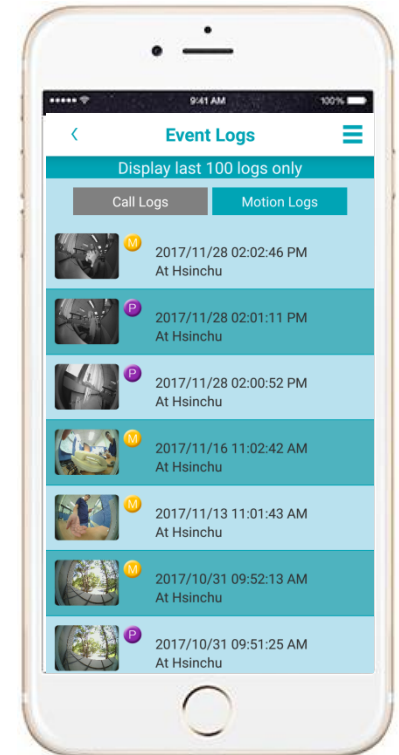 9:41 AM
100%
Event Logs
Display last 100 logs only
Call Logs
Motion Logs
M
2017/11/28 02:02:46 PM
At Hsinchu
P
2017/11/28 02:01:11 PM
At Hsinchu
P
2017/11/28 02:00:52 PM
At Hsinchu
M
2017/11/16 11:02:42 AM
At Hsinchu
M
2017/11/13 11:01:43 AM
At Hsinchu
M
2017/10/31 09:52:13 AM
At Hsinchu
P
2017/10/31 09:51:25 AM
At Hsinchu